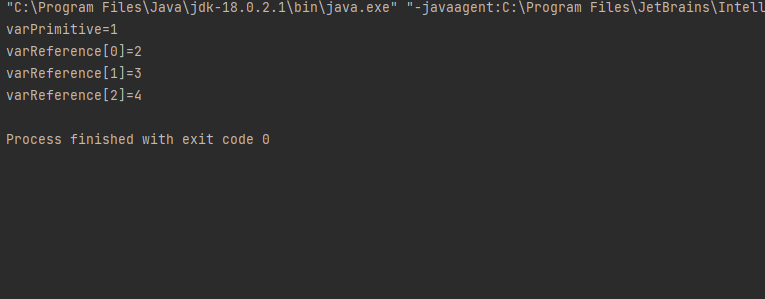 "C:\Program Files\Java\jdk-18.0.2.1\bin\java.exe" "-javaagent:C:\Program Files\JetBrains\Intell
varPrimitive=1
varReference[0]=2
varReference[1]=3
varReference[2]=4
Process finished with exit code 0